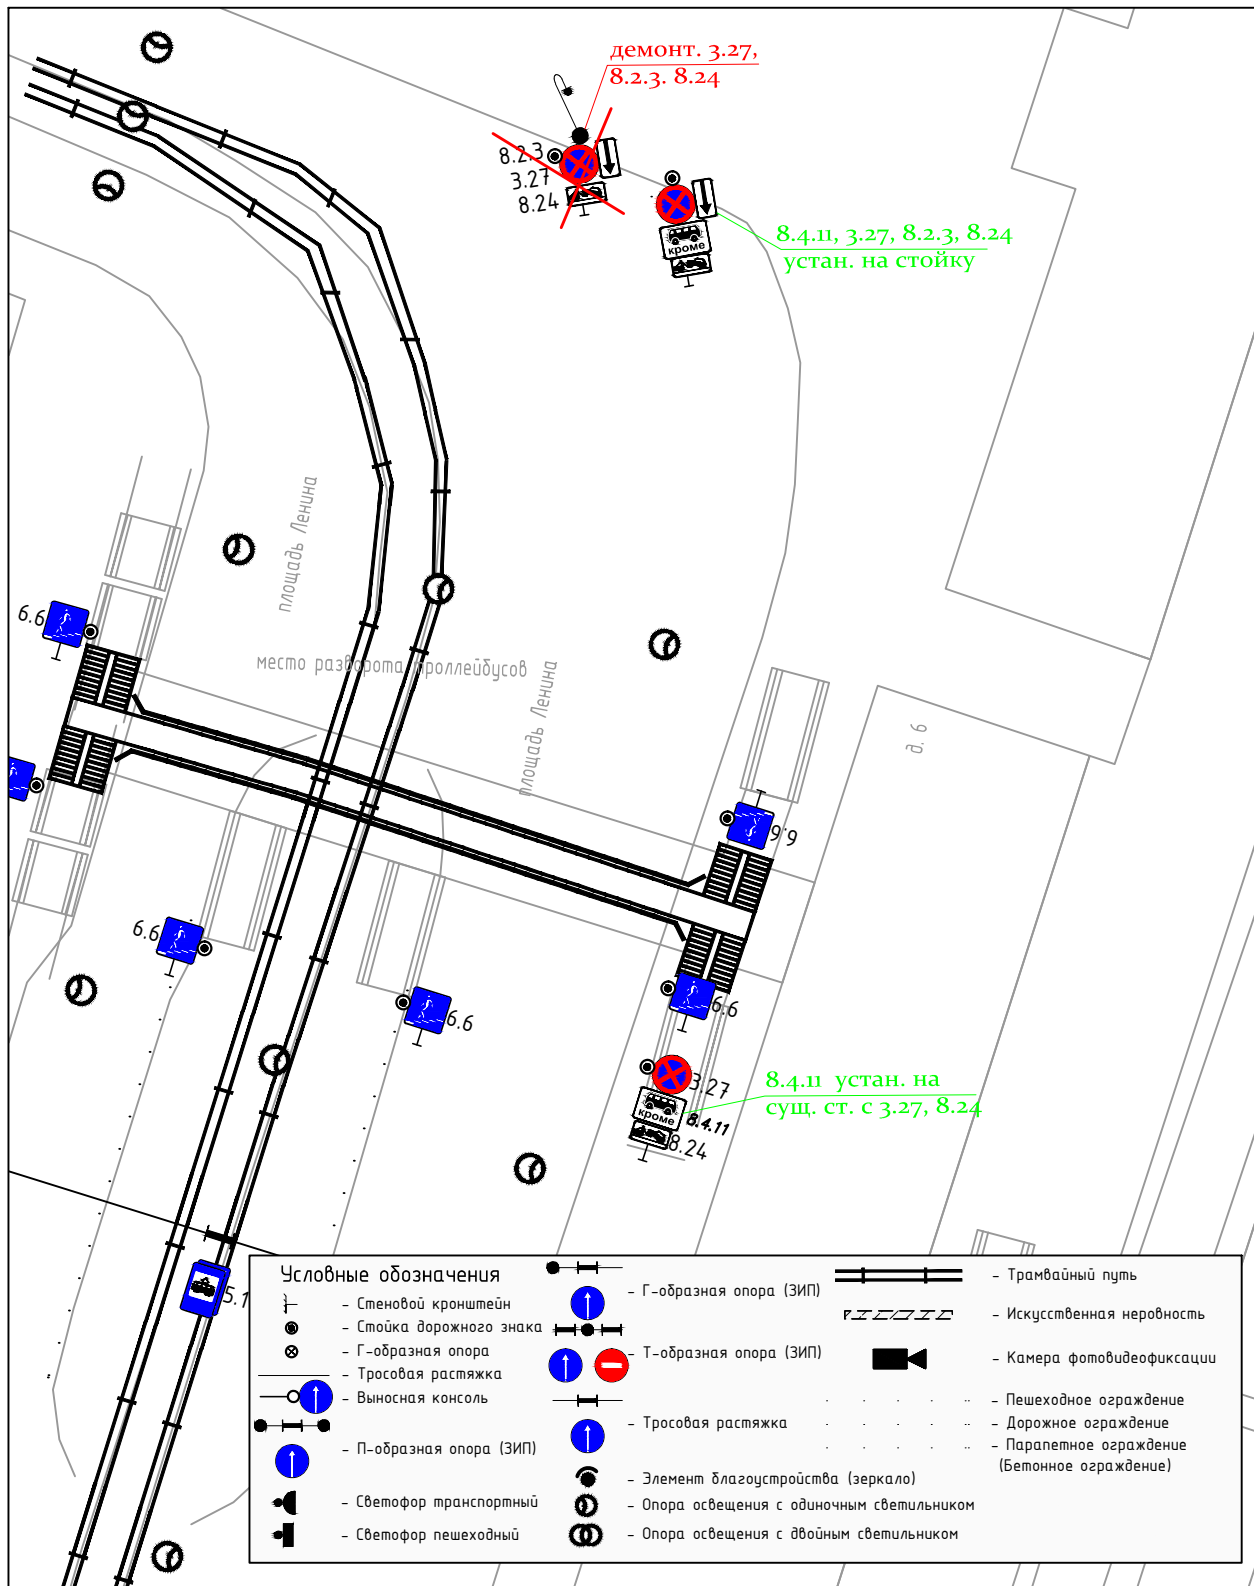 демонт. 3.27,
8.2.3. 8.24
8.2.3
3.27
8.24
кроме
8.4.11, 3.27, 8.2.3, 8.24
устан. на стойку
площадь Ленина
6.6
место разворота троллейбусов
площадь Ленина
д. 6
6.6
6.6
6.6
6.6
3.27
кроме
8.4.11
8.24
8.4.11 устан. на
сущ. ст. с 3.27, 8.24
5.1
Условные обозначения
- Стеновой кронштейн
- Стойка дорожного знака
- Г-образная опора
- Тросовая растяжка
- Выносная консоль
- П-образная опора (ЗИП)
- Светофор транспортный
- Светофор пешеходный
- Г-образная опора (ЗИП)
- Т-образная опора (ЗИП)
- Тросовая растяжка
- Элемент благоустройства (зеркало)
- Опора освещения с одиночным светильником
- Опора освещения с двойным светильником
- Трамвайный путь
- Искусственная неровность
- Камера фотовидеофиксации
- Пешеходное ограждение
- Дорожное ограждение
- Парапетное ограждение
(Бетонное ограждение)